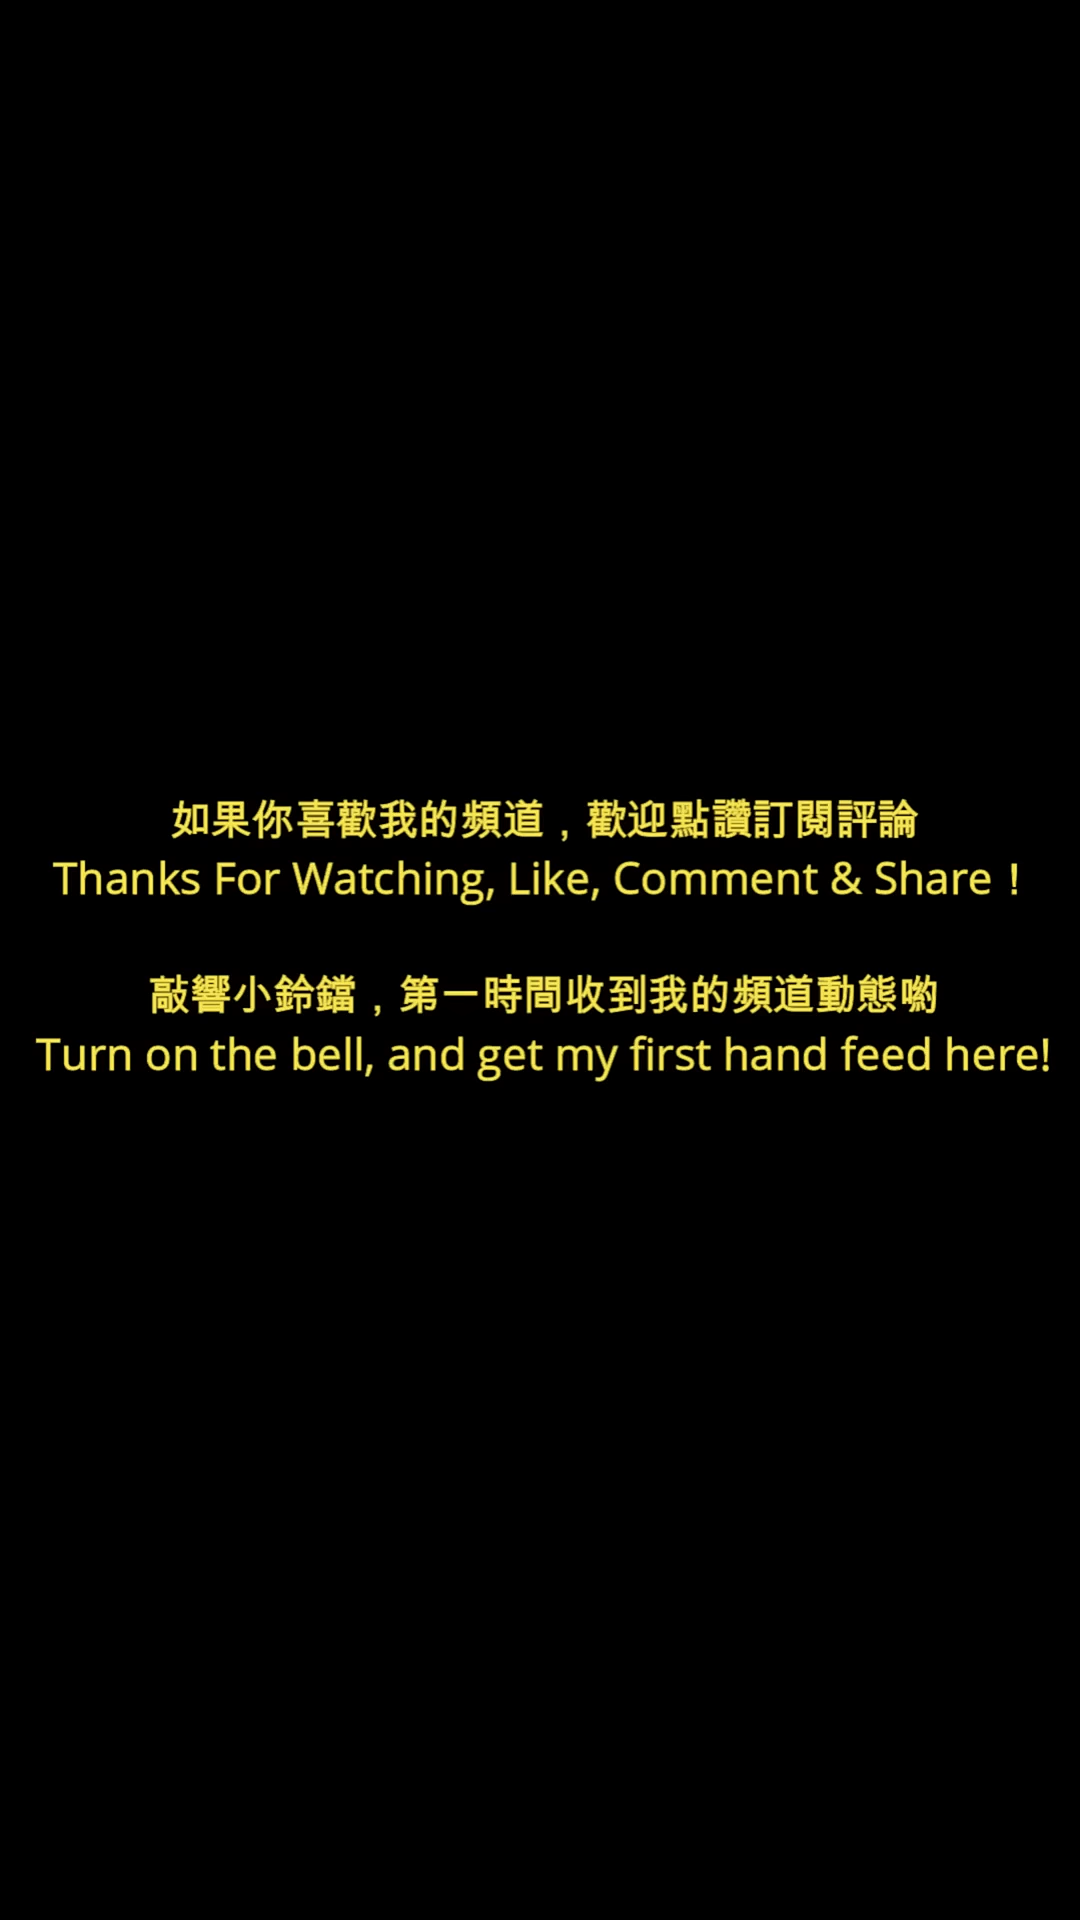 如果你喜歡我的頻道，歡迎點讚訂閱評論
Thanks For Watching, Like, Comment & Share！
敲響小鈴鐺，第一時間收到我的頻道動態喲
Turn on the bell, and get my first hand feed here!